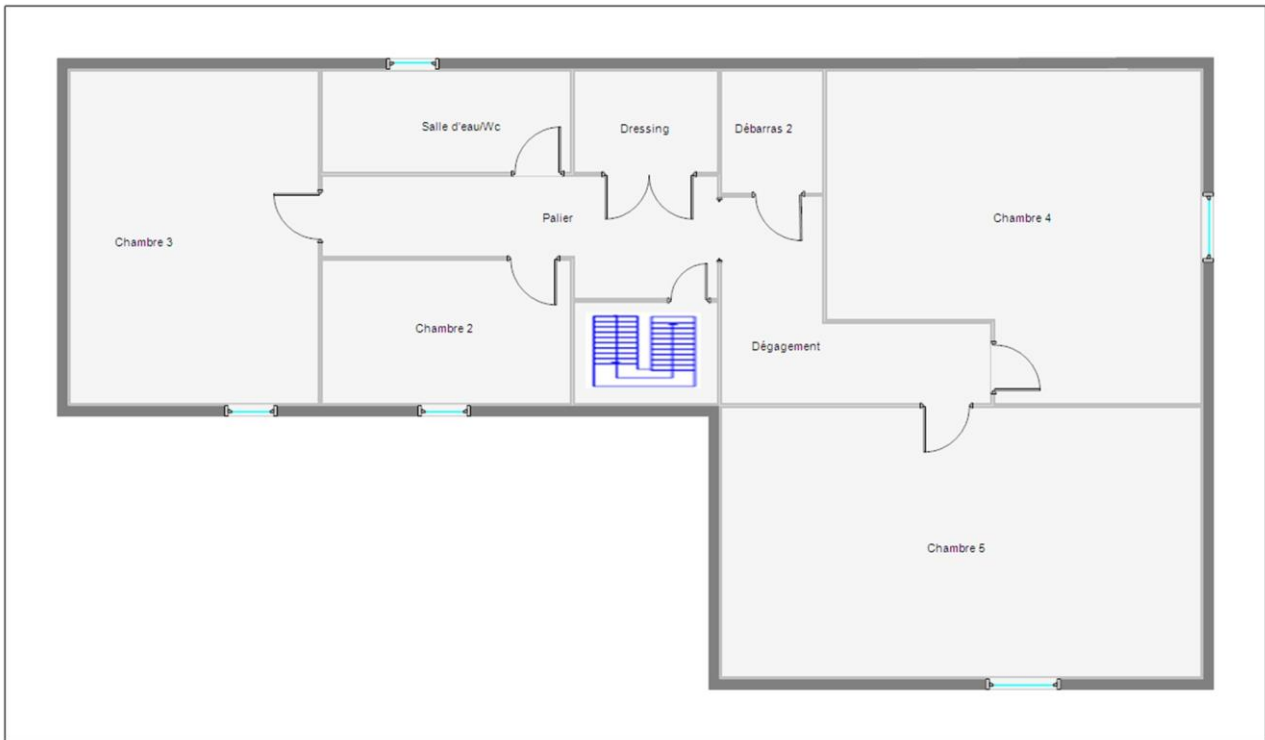 Salle d'eau/Wc
Dressing
Débarras 2
Chambre 3
Palier
Chambre 4
Chambre 2
Dégagement
Chambre 5